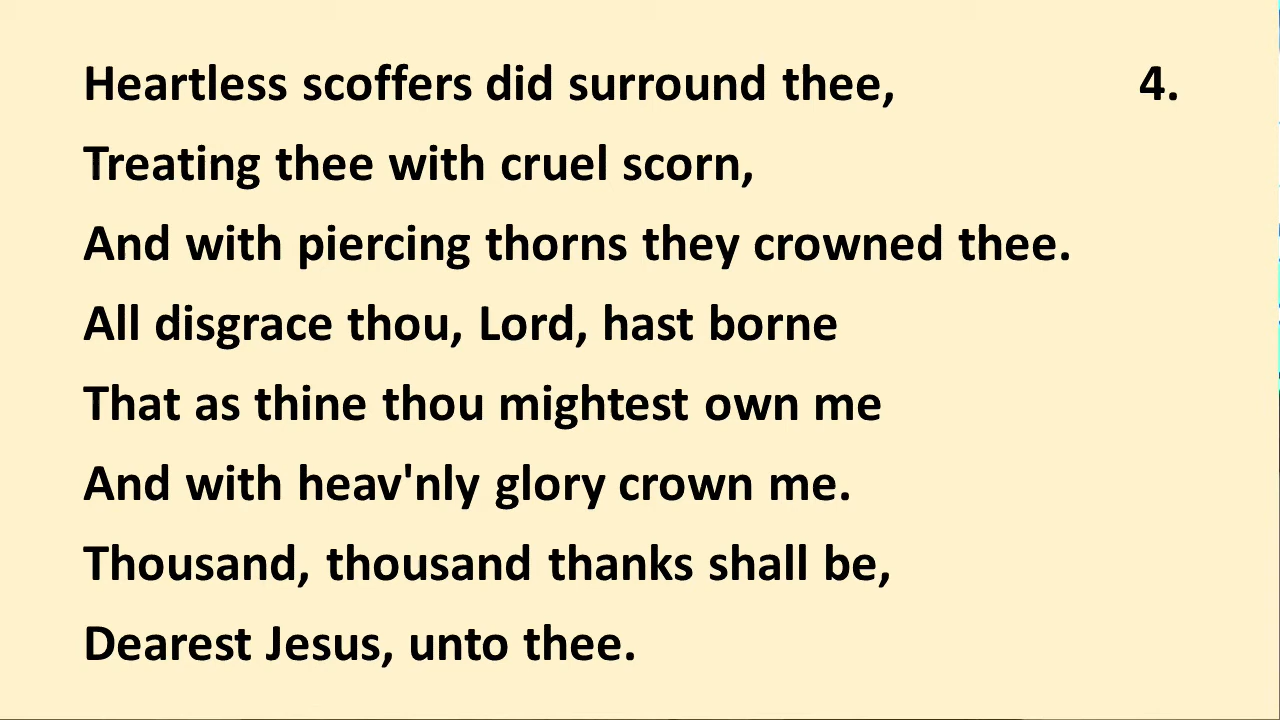 Heartless scoffers did surround thee, 4.
Treating thee with cruel scorn,
And with piercing thorns they crowned thee.
All disgrace thou, Lord, hast borne
That as thine thou mightest own me
And with heav'nly glory crown me.
Thousand, thousand thanks shall be,
Dearest Jesus, unto thee.